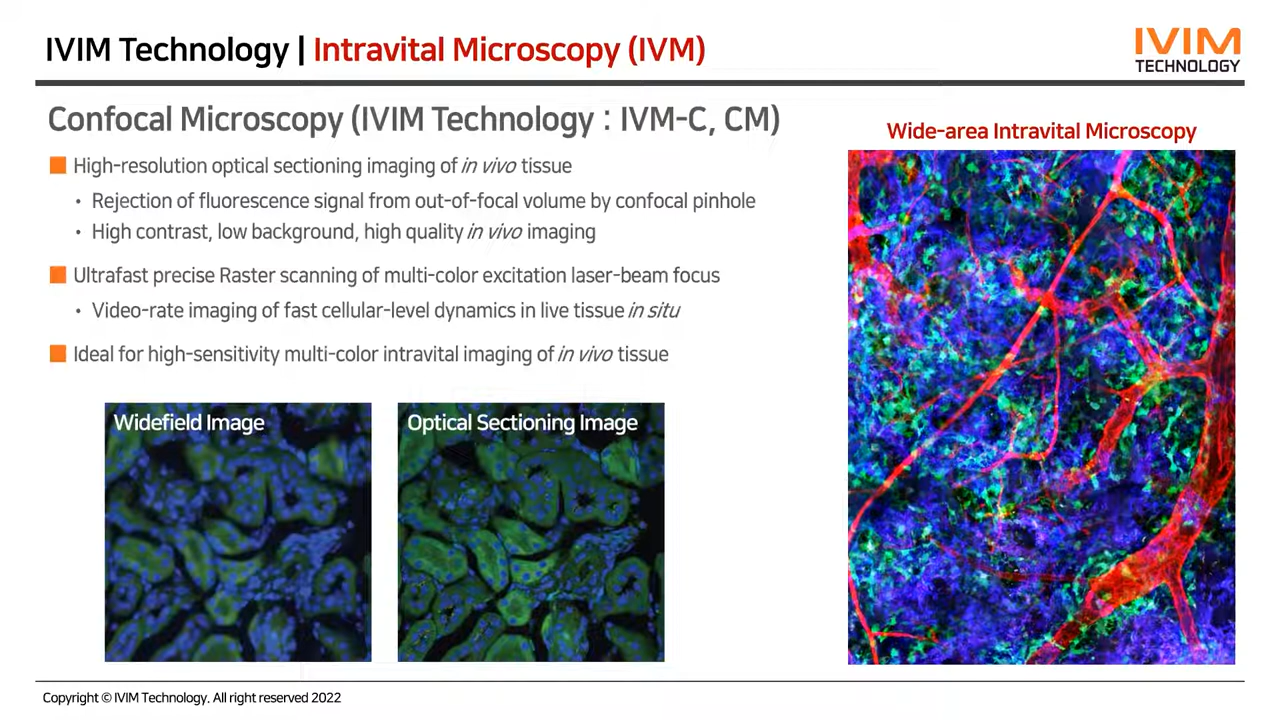 IVIM Technology | Intravital Microscopy (IVM)
IVIM
TECHNOLOGY
Confocal Microscopy (IVIM Technology : IVM-C, CM)
■ High-resolution optical sectioning imaging of in vivo tissue
• Rejection of fluorescence signal from out-of-focal volume by confocal pinhole
• High contrast, low background, high quality in vivo imaging
■ Ultrafast precise Raster scanning of multi-color excitation laser-beam focus
• Video-rate imaging of fast cellular-level dynamics in live tissue in situ
■ Ideal for high-sensitivity multi-color intravital imaging of in vivo tissue
Widefield Image
Optical Sectioning Image
Wide-area Intravital Microscopy
Copyright © IVIM Technology. All right reserved 2022